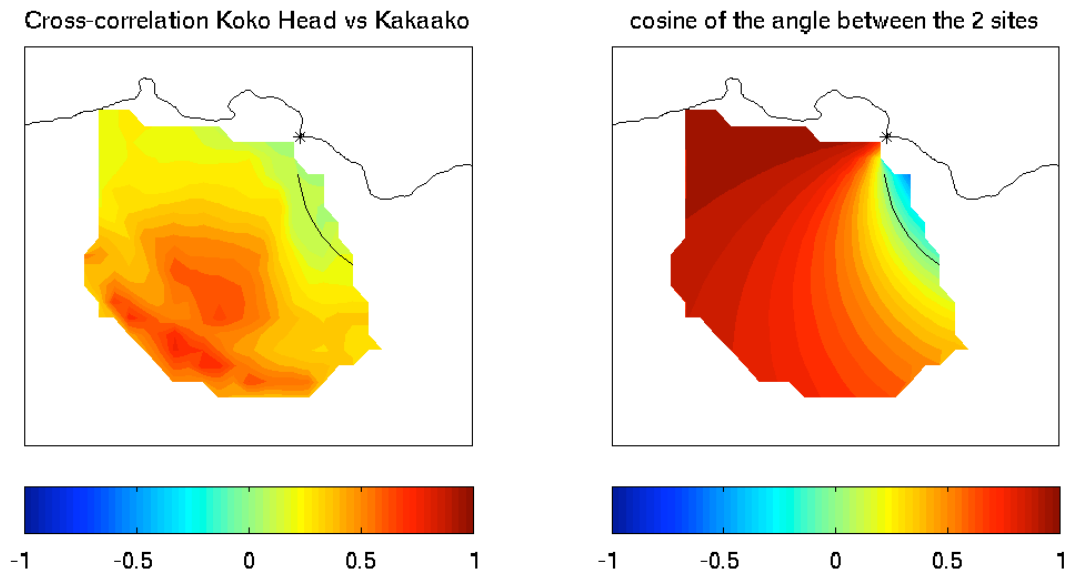 Cross-correlation Koko Head vs Kakaako
cosine of the angle between the 2 sites
-1 -0.5 0 0.5 1
-1 -0.5 0 0.5 1